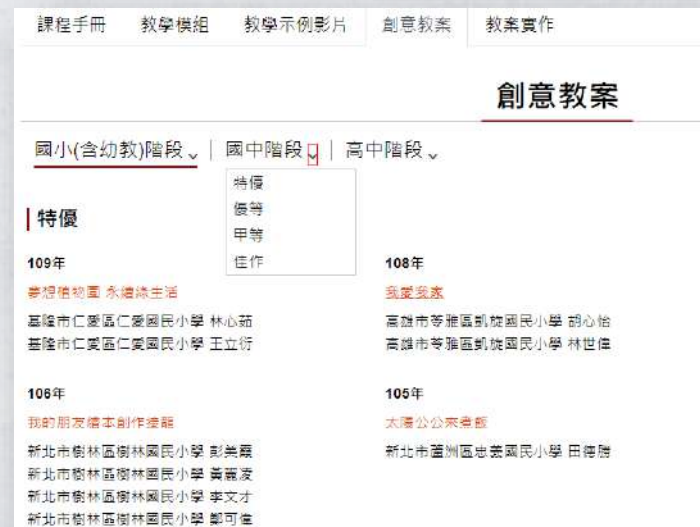 課程手冊 教學模組 教學示例影片 創意教案 教案實作
創意教案
國小(含幼教)階段 | 國中階段 | 高中階段
特優
優等
甲等
佳作
特優
109年
夢想植物園 永續綠生活
基隆市仁愛區仁愛國民小學 林心茹
基隆市仁愛區仁愛國民小學 王立衍
108年
我愛我家
高雄市苓雅區凱旋國民小學 胡心怡
高雄市苓雅區凱旋國民小學 林世偉
106年
我的朋友繪本創作
新北市樹林區樹林國民小學 彭美霞
新北市樹林區樹林國民小學 黃麗凌
新北市樹林區樹林國民小學 李文才
新北市樹林區樹林國民小學 鄭可偉
105年
太陽公公來煮飯
新北市蘆洲區忠義國民小學 田德勝